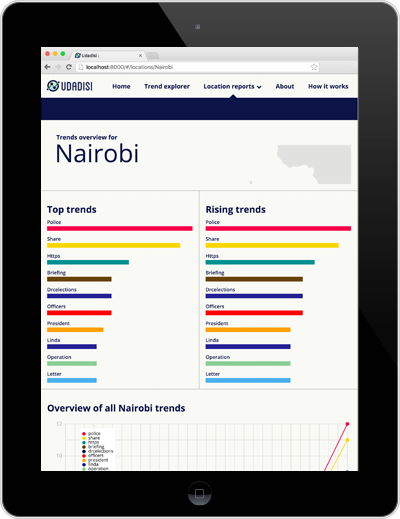 Udadisi :
localhost:8000/#/locations/Nairobi
UDADISI Home Trend explorer Location reports About How it works
Trends overview for
Nairobi
Top trends
Police
Share
Https
Briefing
Drcelections
Officers
President
Linda
Operation
Letter
Rising trends
Police
Share
Https
Briefing
Drcelections
Officers
President
Linda
Operation
Letter
Overview of all Nairobi trends
12
10
police
share
https
briefing
drcelections
officers
president
linda
operation